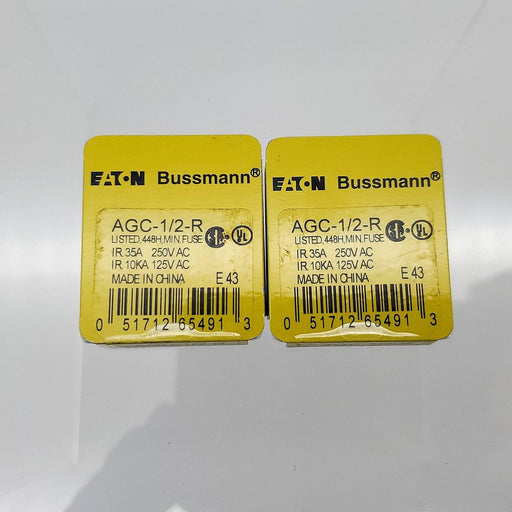 EATON Bussmann®
AGC-1/2-R
LISTED, 448H, MIN. FUSE
IR 35A 250V AC
IR 10KA 125V AC
MADE IN CHINA E 43
0 51712 65491 3
EATON Bussmann®
AGC-1/2-R
LISTED, 448H, MIN. FUSE
IR 35A 250V AC
IR 10KA 125V AC
MADE IN CHINA E 43
0 51712 65491 3